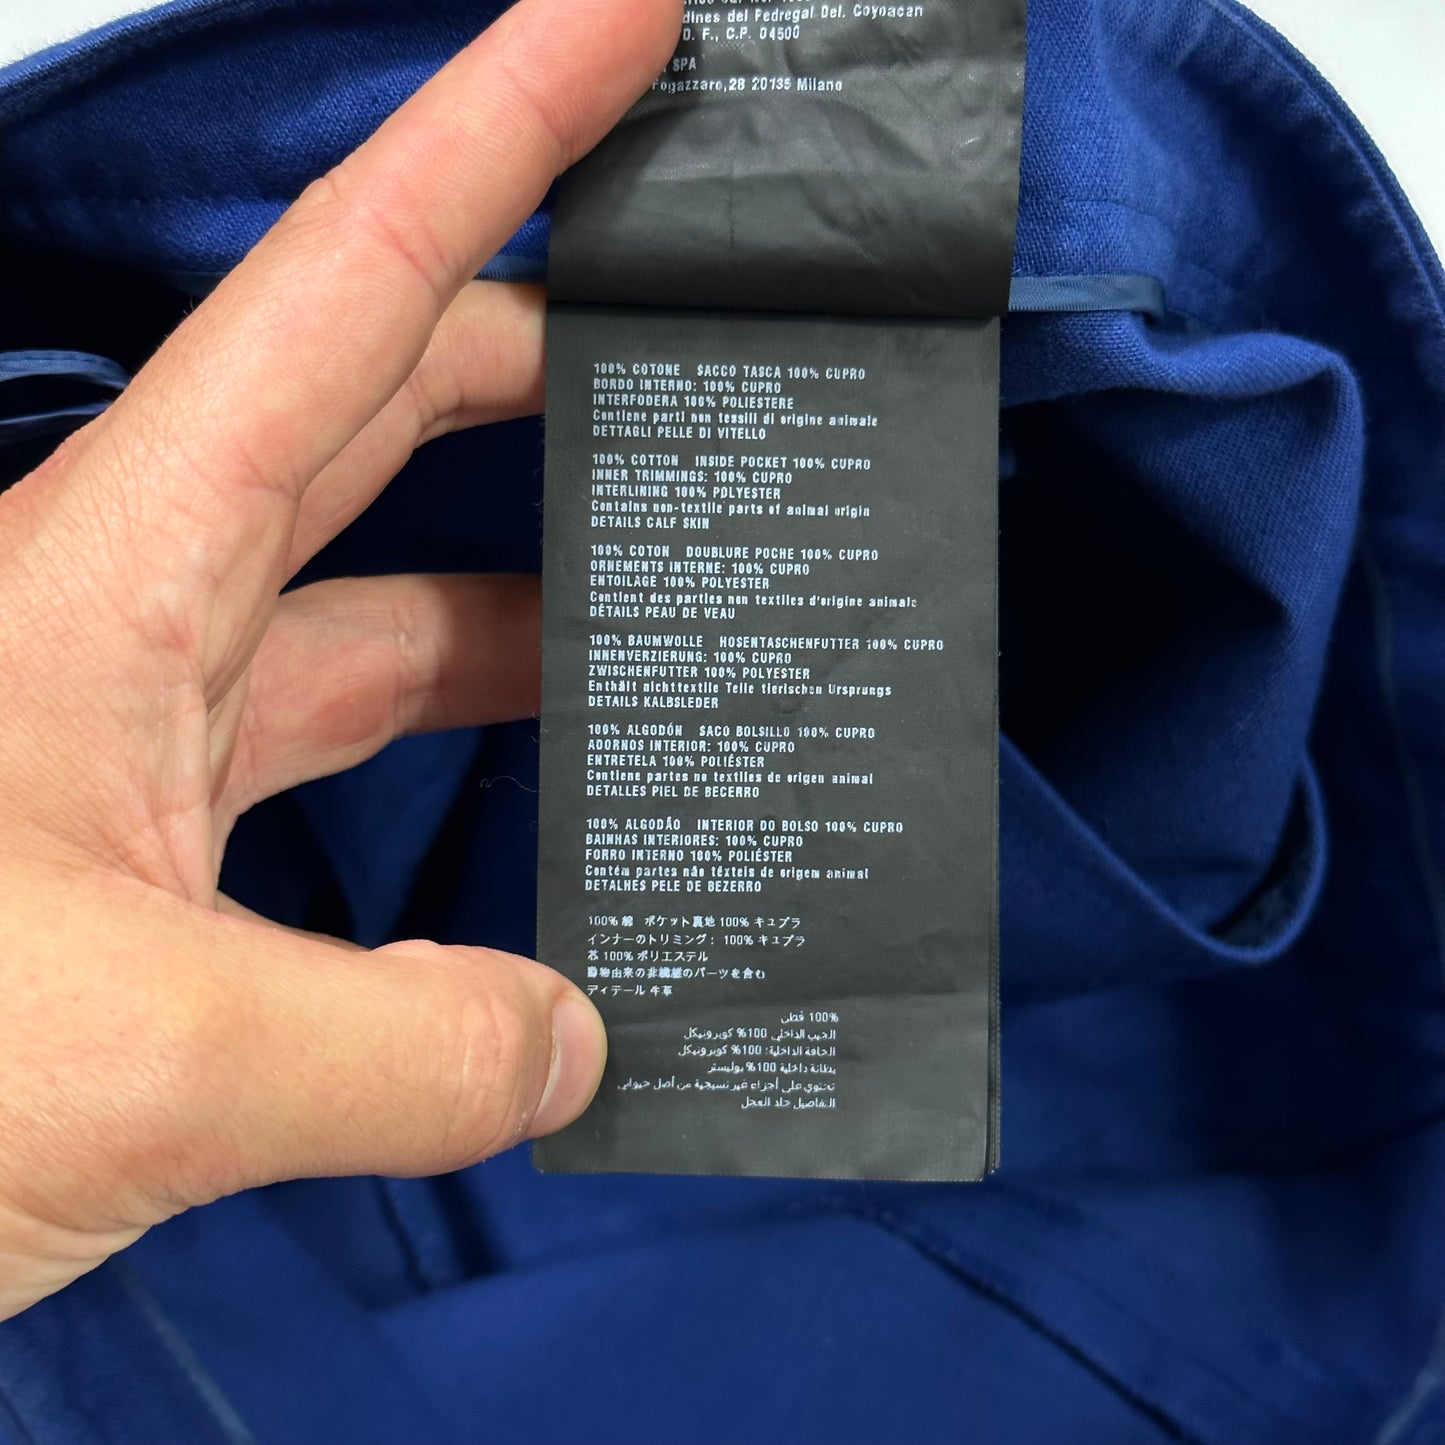 dines del Pedregal Del. Coyoacan
D. F., C.P. 04500
SPA
Fogazzaro,28 20135 Milano
100% COTONE SACCO TASCA 100% CUPRO
BORDO INTERNO: 100% CUPRO
INTERFODERA 100% POLIESTERE
Contiene parti non tessili di origine animale
DETTAGLI PELLE DI VITELLO
100% COTTON INSIDE POCKET 100% CUPRO
INNER TRIMMINGS: 100% CUPRO
INTERLINING 100% POLYESTER
Contains non-textile parts of animal origin
DETAILS CALF SKIN
100% COTON DOUBLURE POCHE 100% CUPRO
ORNEMENTS INTERNE: 100% CUPRO
ENTOILAGE 100% POLYESTER
Contient des parties non textiles d'origine animale
DÉTAILS PEAU DE VEAU
100% BAUMWOLLE HOSENTASCHENFUTTER 100% CUPRO
INNENVERZIERUNG: 100% CUPRO
ZWISCHENFUTTER 100% POLYESTER
Enthält nichttextile Teile tierischen Ursprungs
DETAILS KALBSLEDER
100% ALGODÓN SACO BOLSILLO 100% CUPRO
ADORNOS INTERIOR: 100% CUPRO
ENTRETELA 100% POLIÉSTER
Contiene partes no textiles de origen animal
DETALLES PIEL DE BECERRO
100% ALGODÃO INTERIOR DO BOLSO 100% CUPRO
BAINHAS INTERIORES: 100% CUPRO
FORRO INTERNO 100% POLIÉSTER
Contém partes não têxteis de origem animal
DETALHES PELE DE BEZERRO
100% 綿 ポケット裏地 100% キュプラ
インナーのトリミング: 100% キュプラ
芯 100% ポリエステル
動物由来の非繊維のパーツを含む
ディテール 牛革
100% قطن
الجيب الداخلي 100% كوبرونيكل
الحافة الداخلية: 100% كوبرونيكل
بطانة داخلية 100% بوليستر
تحتوي على أجزاء غير نسيجية من أصل حيواني
التفاصيل جلد العجل